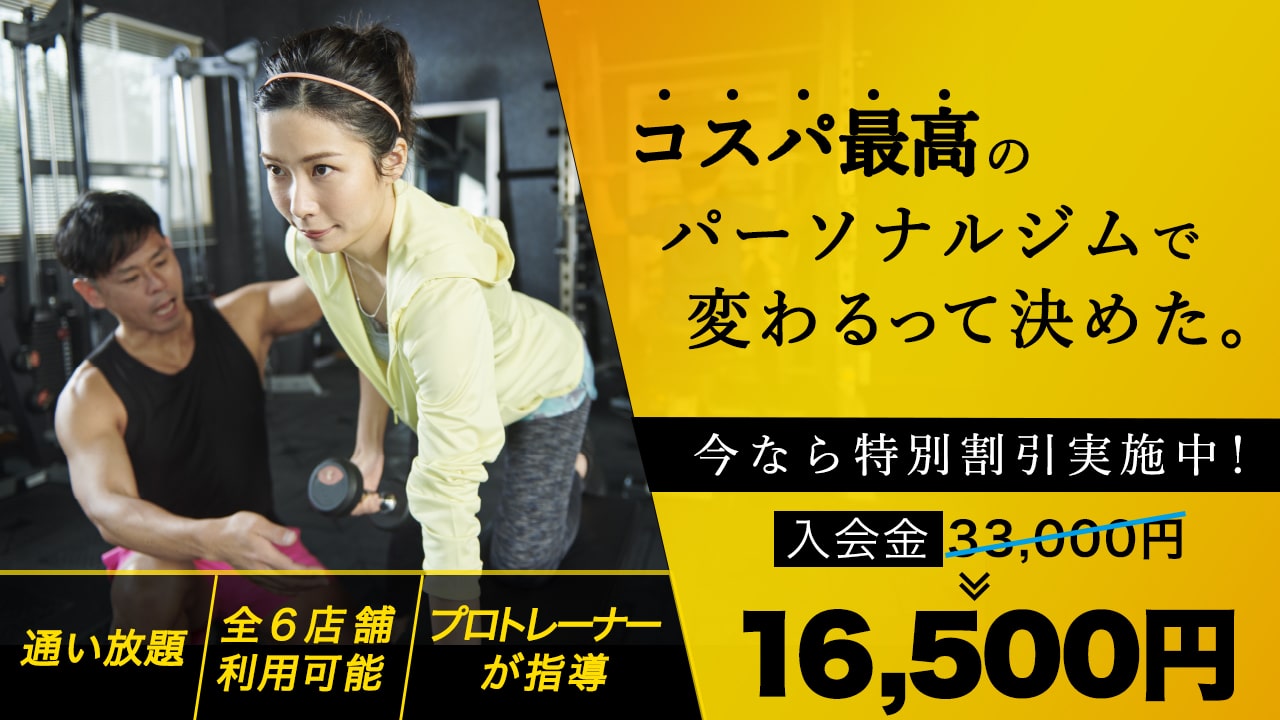 コスパ最高の
パーソナルジムで
変わるって決めた。
今なら特別割引実施中!
入会金 33,000円
16,500円
通い放題
全6店舗
利用可能
プロトレーナー
が指導